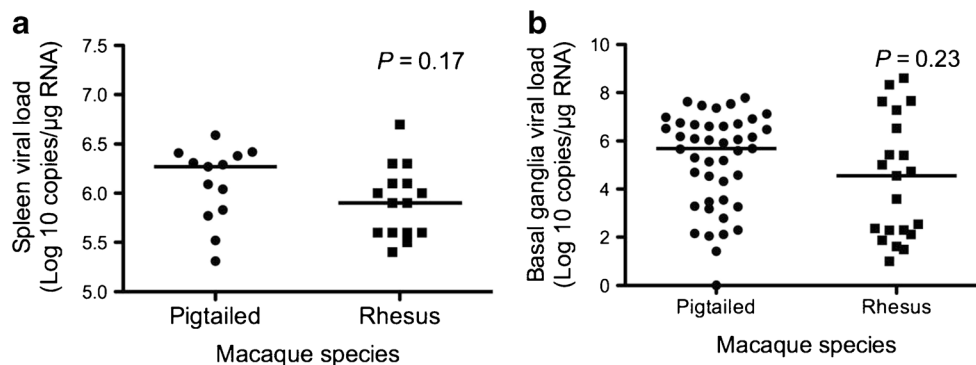 a
Spleen viral load
(Log 10 copies/µg RNA)
7.5
7.0
6.5
6.0
5.5
5.0
P = 0.17
Pigtailed
Rhesus
Macaque species
b
Basal ganglia viral load
(Log 10 copies/µg RNA)
10
8
6
4
2
0
P = 0.23
Pigtailed
Rhesus
Macaque species